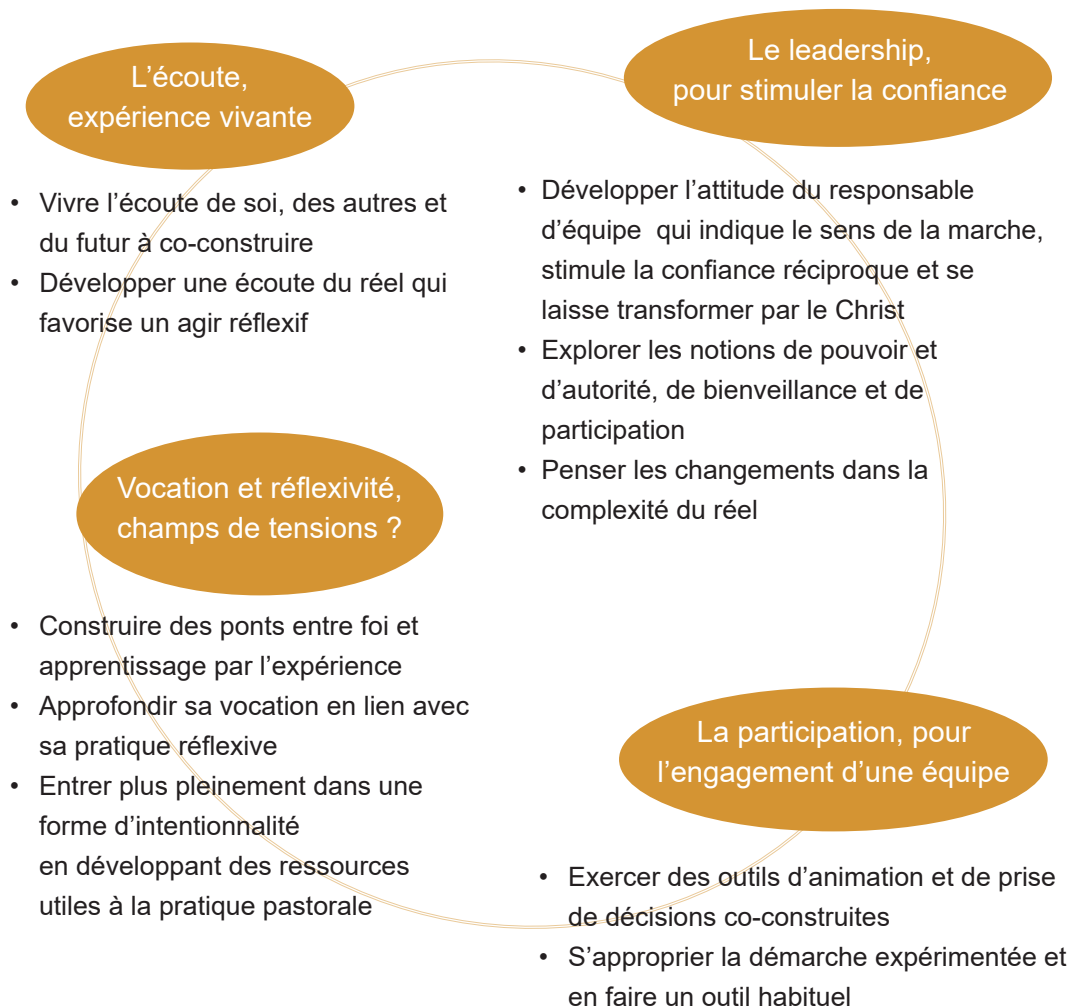 L'écoute,
expérience vivante
• Vivre l'écoute de soi, des autres et
du futur à co-construire
• Développer une écoute du réel qui
favorise un agir réflexif
Le leadership,
pour stimuler la confiance
• Développer l'attitude du responsable
d'équipe  qui indique le sens de la marche,
stimule la confiance réciproque et se
laisse transformer par le Christ
• Explorer les notions de pouvoir et
d'autorité, de bienveillance et de
participation
• Penser les changements dans la
complexité du réel
Vocation et réflexivité,
champs de tensions ?
• Construire des ponts entre foi et
apprentissage par l'expérience
• Approfondir sa vocation en lien avec
sa pratique réflexive
• Entrer plus pleinement dans une
forme d'intentionnalité
en développant des ressources
utiles à la pratique pastorale
La participation, pour
l'engagement d'une équipe
• Exercer des outils d'animation et de prise
de décisions co-construites
• S'approprier la démarche expérimentée et
en faire un outil habituel